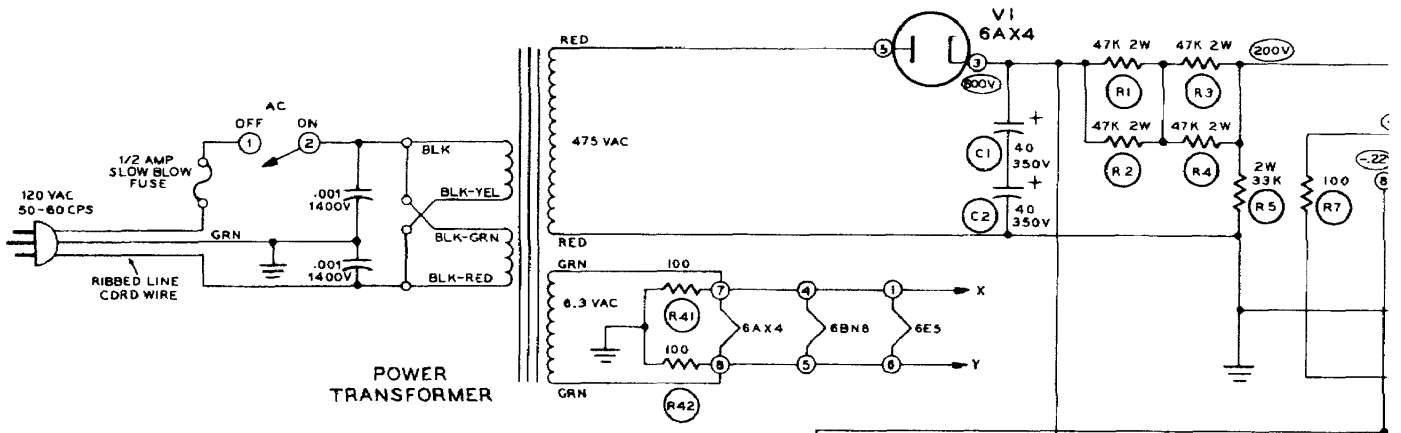 V1
6AX4
RED
5
3
600V
47K 2W
47K 2W
200V
R1
R3
47K 2W
47K 2W
R2
R4
AC
OFF
ON
1
2
1/2 AMP
SLOW BLOW
FUSE
120 VAC
50-60 CPS
GRN
RIBBED LINE
CORD WIRE
.001
1400V
.001
1400V
BLK
BLK-YEL
BLK-GRN
BLK-RED
475 VAC
RED
C1
+
40
350V
C2
+
40
350V
2W
33K
R5
100
R7
-.22
8
GRN
6.3 VAC
GRN
100
R41
100
R42
7
4
1
X
6AX4
6BN8
6E5
8
5
6
Y
POWER
TRANSFORMER